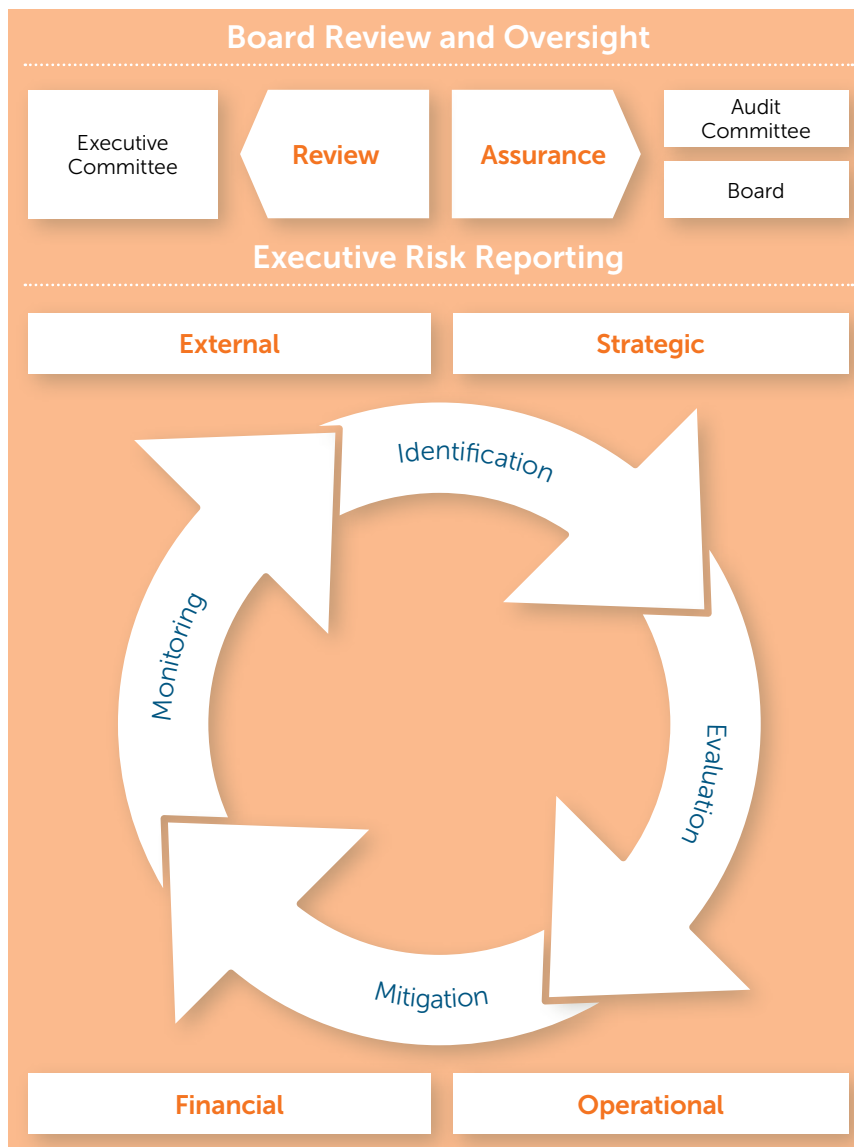 Board Review and Oversight
Executive
Committee
Review
Assurance
Audit
Committee
Board
Executive Risk Reporting
External
Strategic
Identification
Evaluation
Mitigation
Monitoring
Financial
Operational